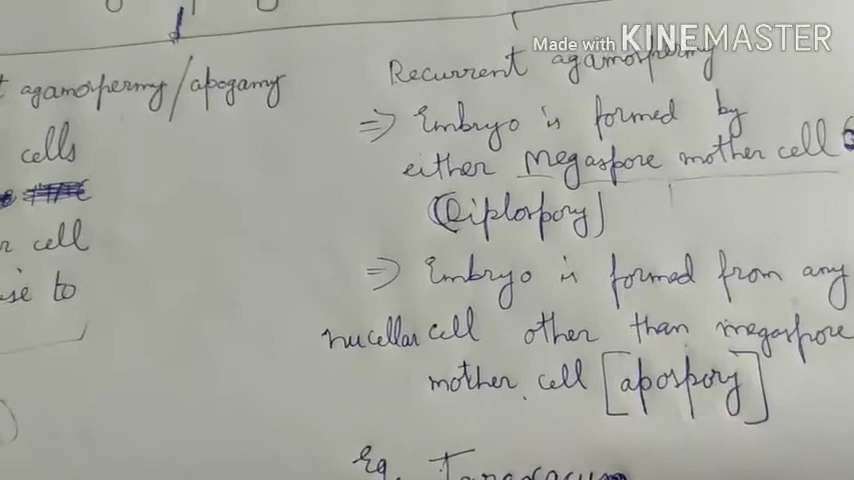 Made with KINEMASTER
agamospermy/apogamy
cells
cell
to
Recurrent agamospermy
⇒ Embryo is formed by
either Megaspore mother cell
(Diplospory)
⇒ Embryo is formed from any
nucellar cell other than megaspore
mother cell [apospory]
Eg. Taraxacum